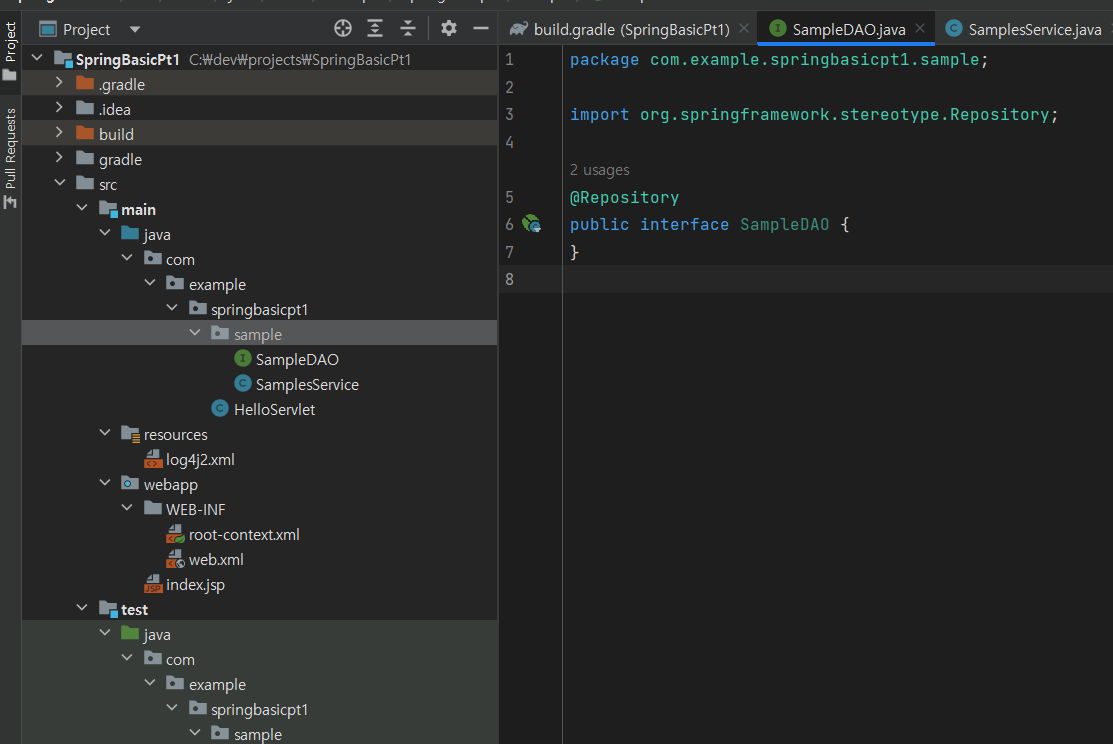 Project
Pull Requests
Project
SpringBasicPt1 C:₩dev₩projects₩SpringBasicPt1
.gradle
.idea
build
gradle
src
main
java
com
example
springbasicpt1
sample
SampleDAO
SamplesService
HelloServlet
resources
log4j2.xml
webapp
WEB-INF
root-context.xml
web.xml
index.jsp
test
java
com
example
springbasicpt1
sample
build.gradle (SpringBasicPt1) SampleDAO.java SamplesService.java
1 package com.example.springbasicpt1.sample;
2
3 import org.springframework.stereotype.Repository;
4
2 usages
5 @Repository
6 public interface SampleDAO {
7 }
8